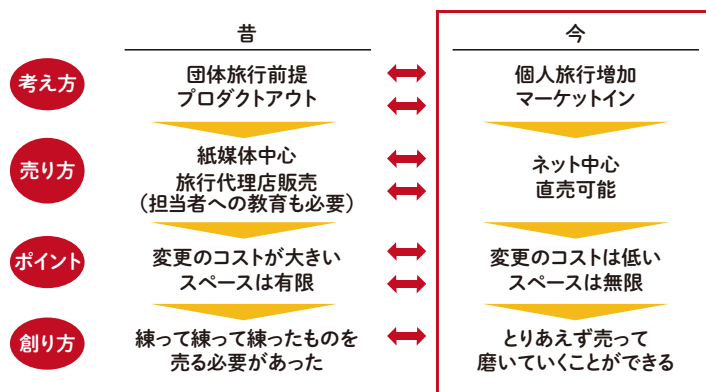 昔
今
考え方
団体旅行前提
プロダクトアウト
個人旅行増加
マーケットイン
売り方
紙媒体中心
旅行代理店販売
（担当者への教育も必要）
ネット中心
直売可能
ポイント
変更のコストが大きい
スペースは有限
変更のコストは低い
スペースは無限
創り方
練って練って練ったものを
売る必要があった
とりあえず売って
磨いていくことができる